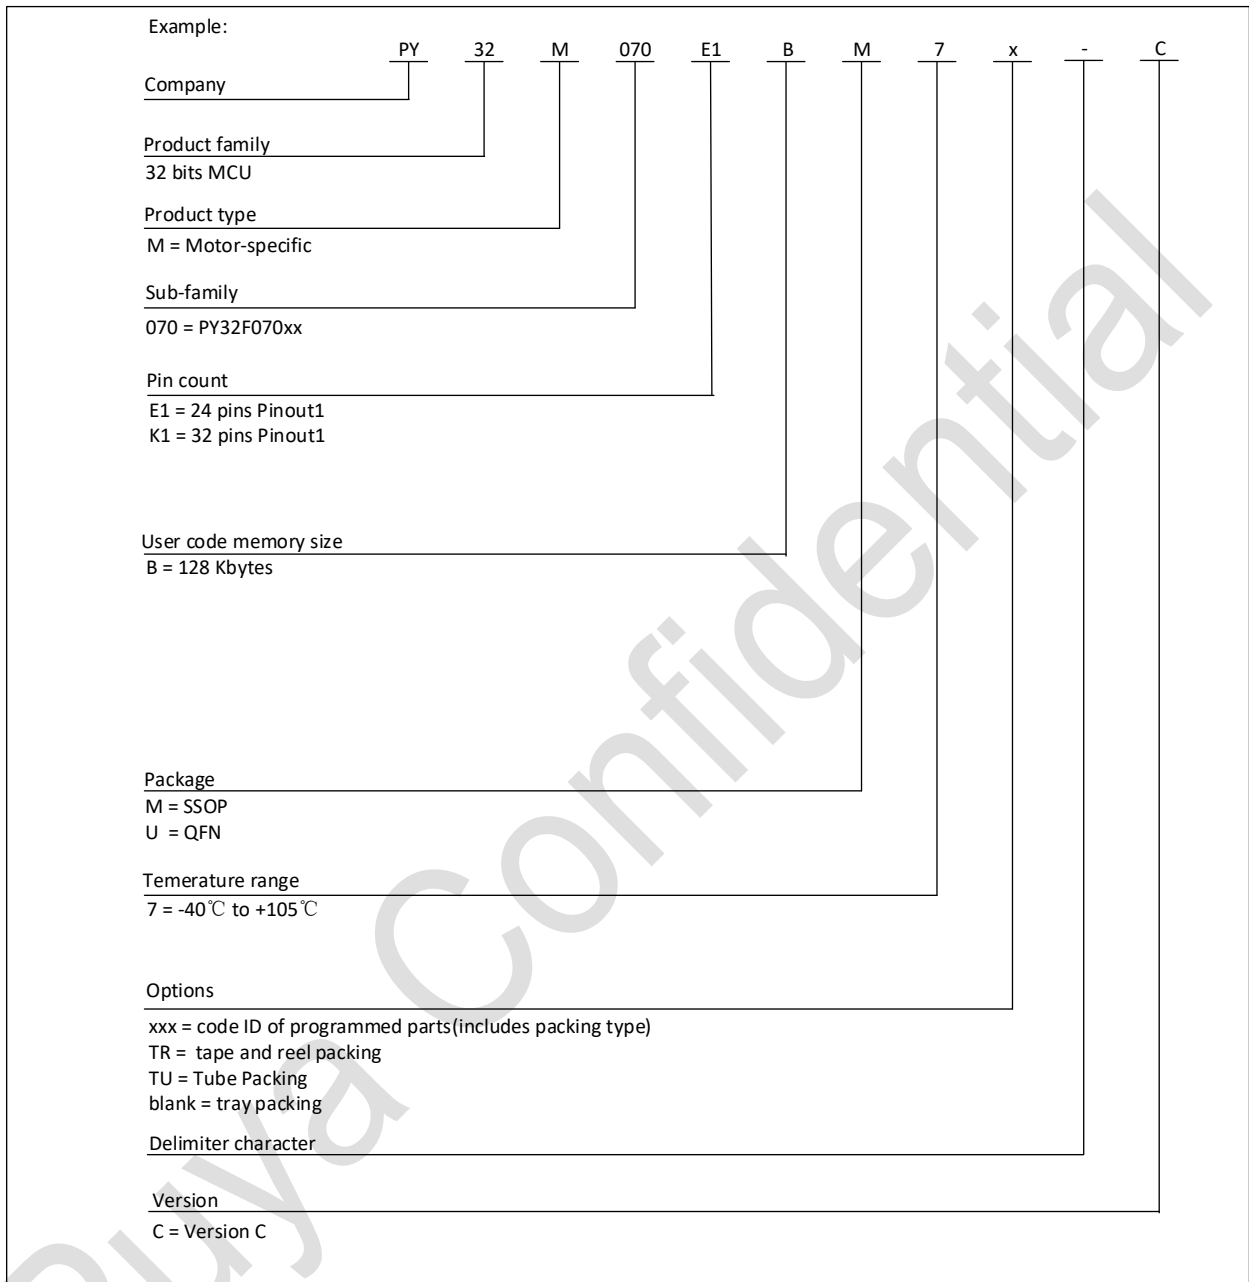 Example:
PY 32 M 070 E1 B M 7 x - C
Company
Product family
32 bits MCU
Product type
M = Motor-specific
Sub-family
070 = PY32F070xx
Pin count
E1 = 24 pins Pinout1
K1 = 32 pins Pinout1
User code memory size
B = 128 Kbytes
Package
M = SSOP
U = QFN
Temerature range
7 = -40℃ to +105℃
Options
xxx = code ID of programmed parts(includes packing type)
TR = tape and reel packing
TU = Tube Packing
blank = tray packing
Delimiter character
Version
C = Version C
Puya Confidential